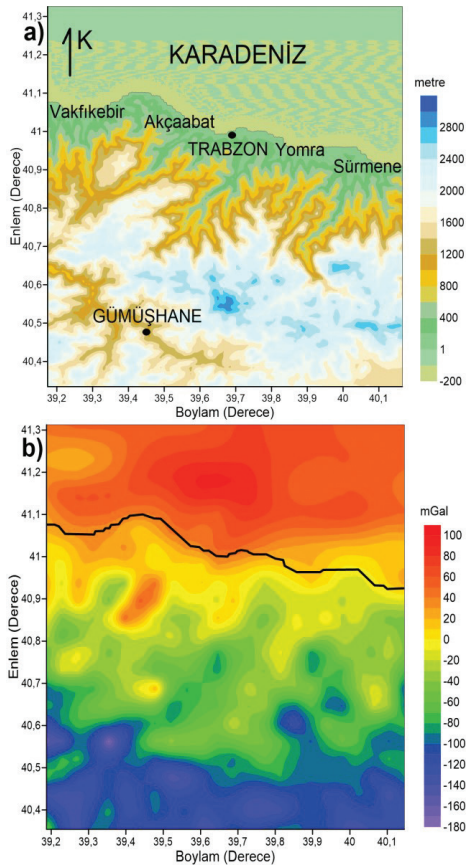 a)
K
KARADENİZ
Vakfıkebir
Akçaabat
TRABZON Yomra
Sürmene
GÜMÜŞHANE
Enlem (Derece)
41,3
41,2
41,1
41
40,9
40,8
40,7
40,6
40,5
40,4
39,2 39,3 39,4 39,5 39,6 39,7 39,8 39,9 40 40,1
Boylam (Derece)
metre
2800
2400
2000
1600
1200
800
400
1
-200
b)
Enlem (Derece)
41,3
41,2
41,1
41
40,9
40,8
40,7
40,6
40,5
40,4
39,2 39,3 39,4 39,5 39,6 39,7 39,8 39,9 40 40,1
Boylam (Derece)
mGal
100
80
60
40
20
0
-20
-40
-60
-80
-100
-120
-140
-160
-180